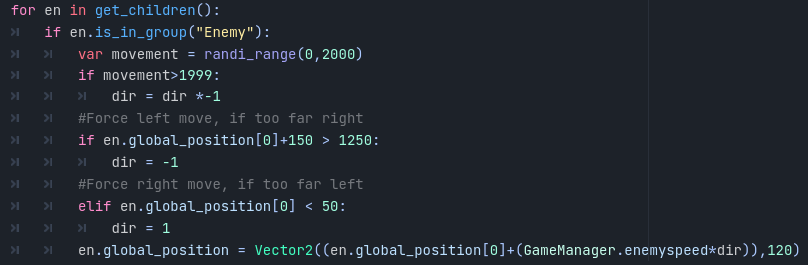 for en in get_children():
if en.is_in_group("Enemy"):
var movement = randi_range(0,2000)
if movement>1999:
dir = dir *-1
#Force left move, if too far right
if en.global_position[0]+150 > 1250:
dir = -1
#Force right move, if too far left
elif en.global_position[0] < 50:
dir = 1
en.global_position = Vector2((en.global_position[0]+(GameManager.enemyspeed*dir)),120)